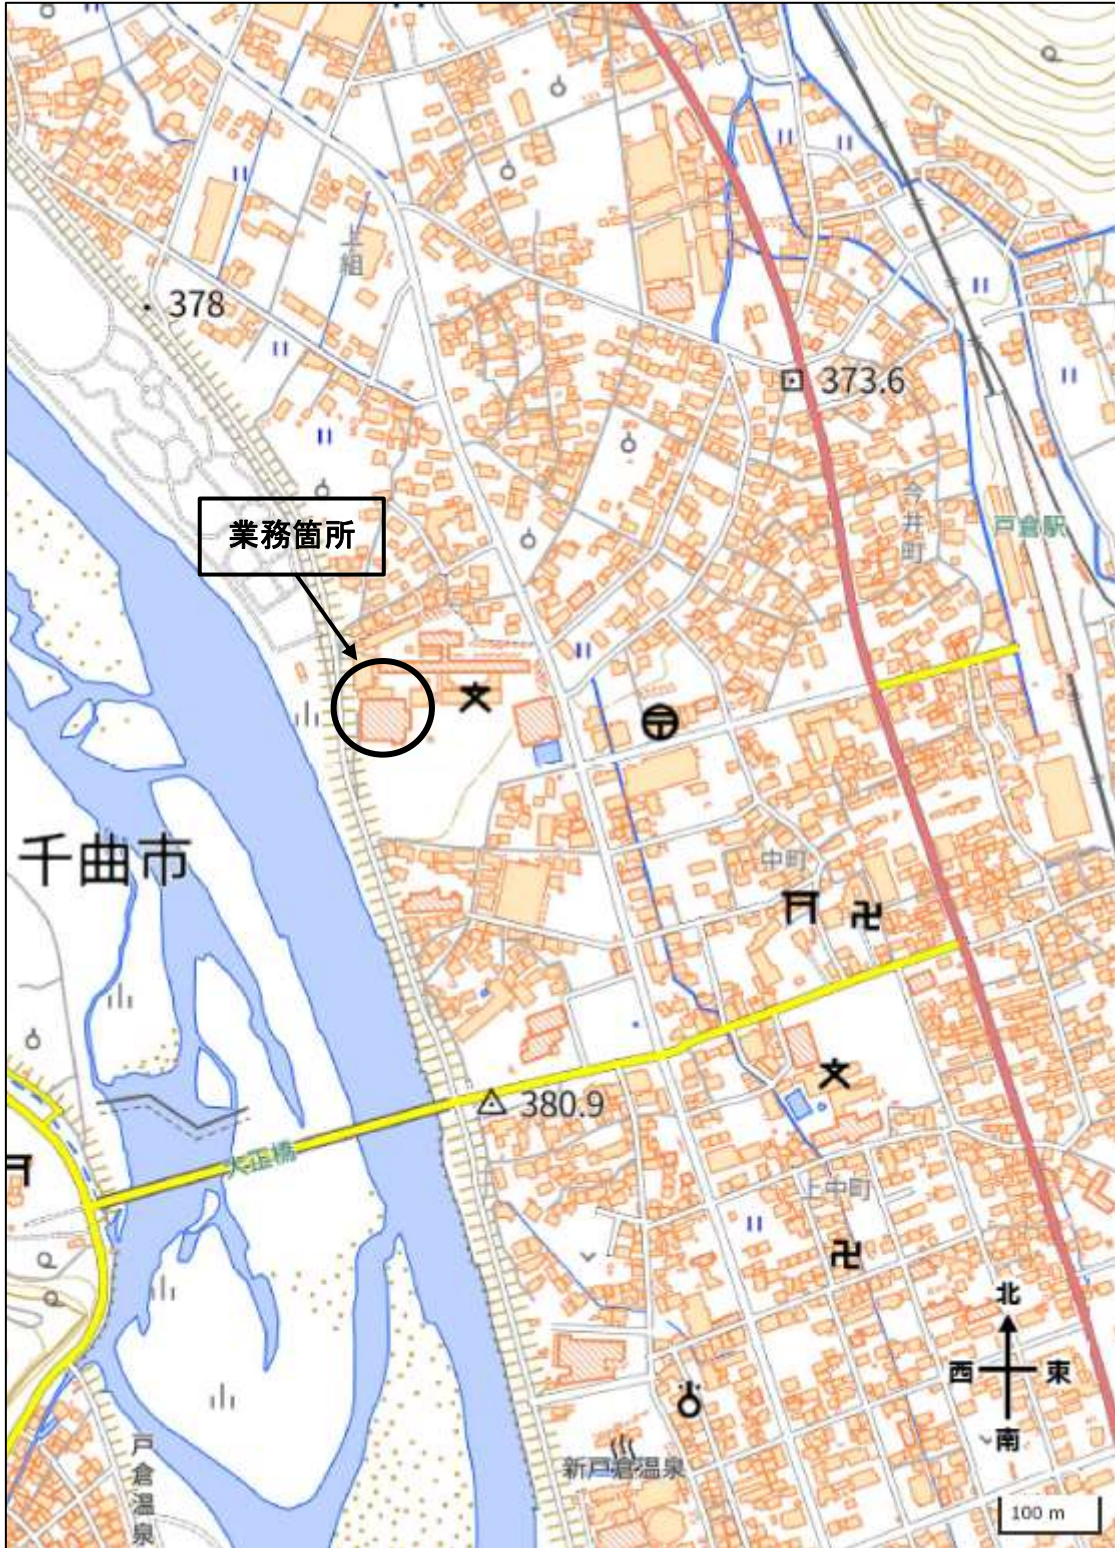 上組
378
373.6
今井町
戸倉駅
業務箇所
千曲市
中町
380.9
大正橋
上中町
北
西
東
南
戸倉温泉
新戸倉温泉
100 m